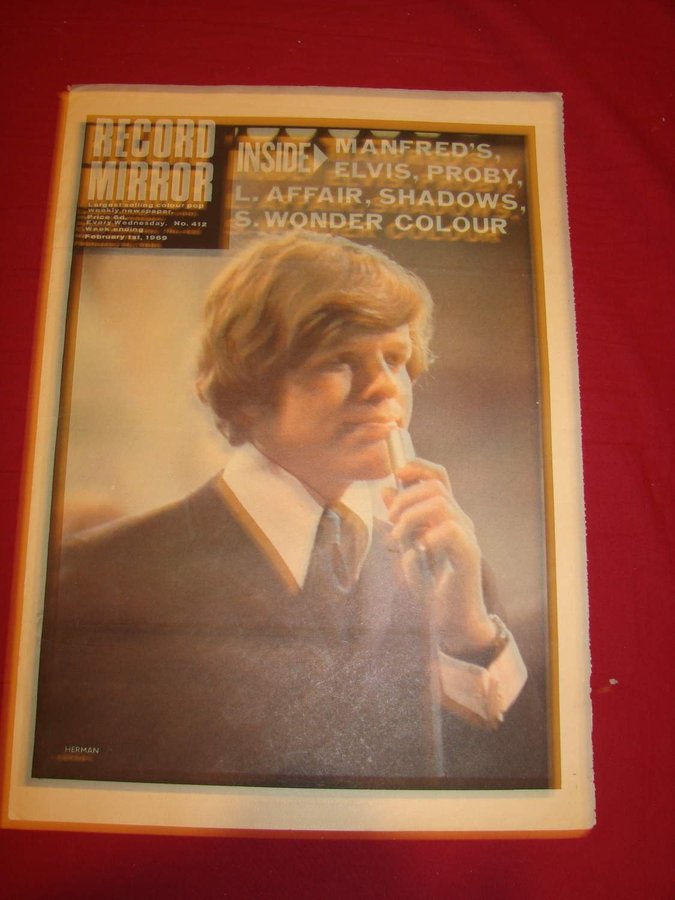 RECORD
MIRROR
Largest selling colour pop
weekly newspaper.
Price 6d.
Every Wednesday. No. 412
Week ending
February 1st, 1969
INSIDE
MANFRED'S,
ELVIS, PROBY,
L. AFFAIR, SHADOWS,
S. WONDER COLOUR
HERMAN